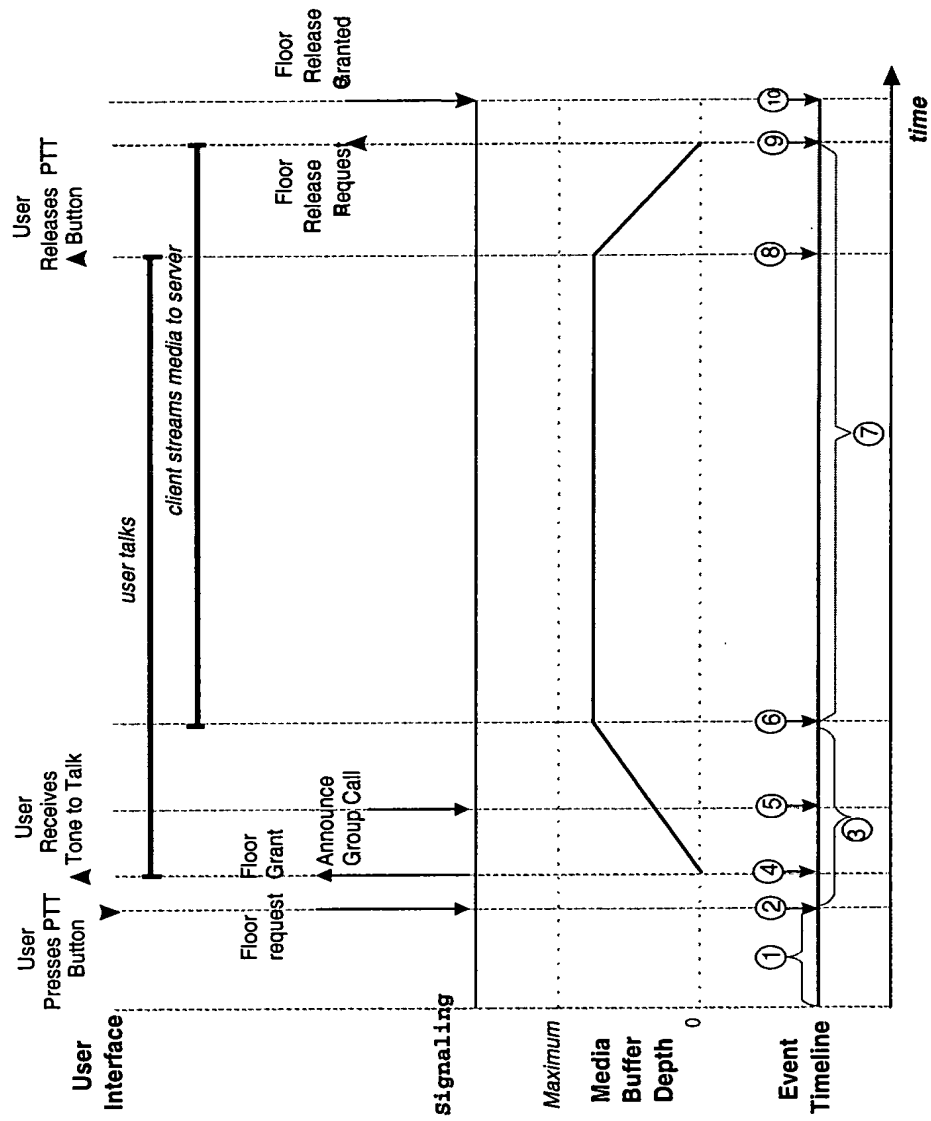 User
Presses PTT
Button
User
Receives
Tone to Talk
User
Releases PTT
Button
User
Interface
user talks
client streams media to server
Floor
request
Floor
Grant
Announce
Group Call
Floor
Release
Request
Floor
Release
Granted
Signaling
Maximum
Media
Buffer
Depth
0
Event
Timeline
1
2
3
4
5
6
7
8
9
10
time